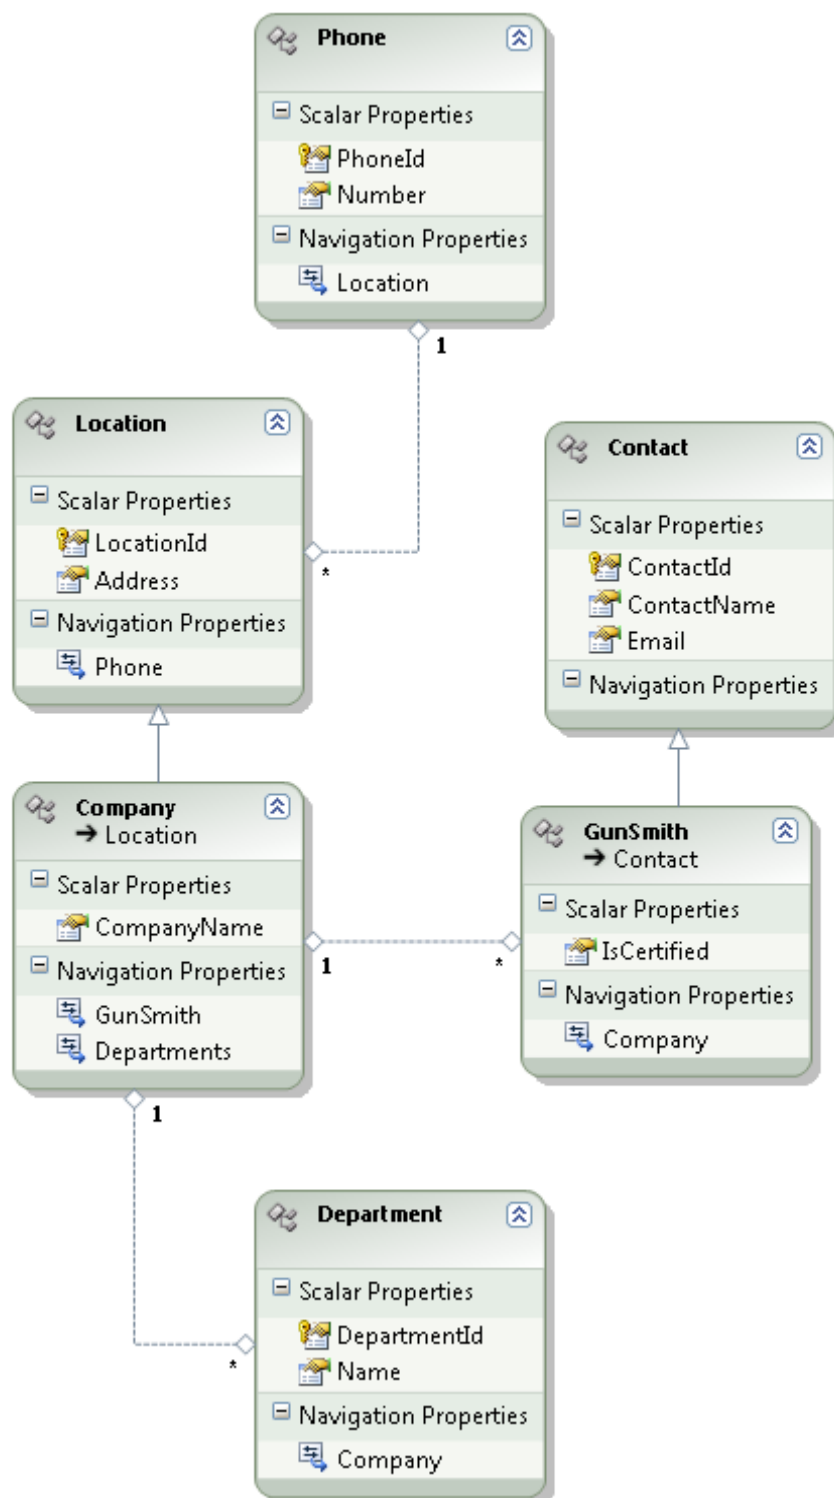 Phone
Scalar Properties
PhoneId
Number
Navigation Properties
Location
1
Location
Scalar Properties
LocationId
Address
Navigation Properties
Phone
*
Contact
Scalar Properties
ContactId
ContactName
Email
Navigation Properties
Company
→ Location
Scalar Properties
CompanyName
Navigation Properties
GunSmith
Departments
1
*
GunSmith
→ Contact
Scalar Properties
IsCertified
Navigation Properties
Company
1
*
Department
Scalar Properties
DepartmentId
Name
Navigation Properties
Company